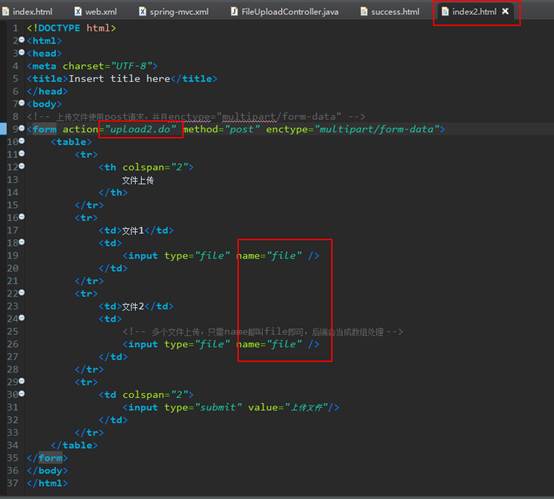 index.html web.xml spring-mvc.xml FileUploadController.java success.html index2.html
1 <!DOCTYPE html>
2 <html>
3 <head>
4 <meta charset="UTF-8">
5 <title>Insert title here</title>
6 </head>
7 <body>
8 <!-- 上传文件使用post请求，并且enctype="multipart/form-data" -->
9 <form action="upload2.do" method="post" enctype="multipart/form-data">
10 <table>
11 <tr>
12 <th colspan="2">
13 文件上传
14 </th>
15 </tr>
16 <tr>
17 <td>文件1</td>
18 <td>
19 <input type="file" name="file" />
20 </td>
21 </tr>
22 <tr>
23 <td>文件2</td>
24 <td>
25 <!-- 多个文件上传，只需name都叫file即可，后端会当成数组处理 -->
26 <input type="file" name="file" />
27 </td>
28 </tr>
29 <tr>
30 <td colspan="2">
31 <input type="submit" value="上传文件"/>
32 </td>
33 </tr>
34 </table>
35 </form>
36 </body>
37 </html>